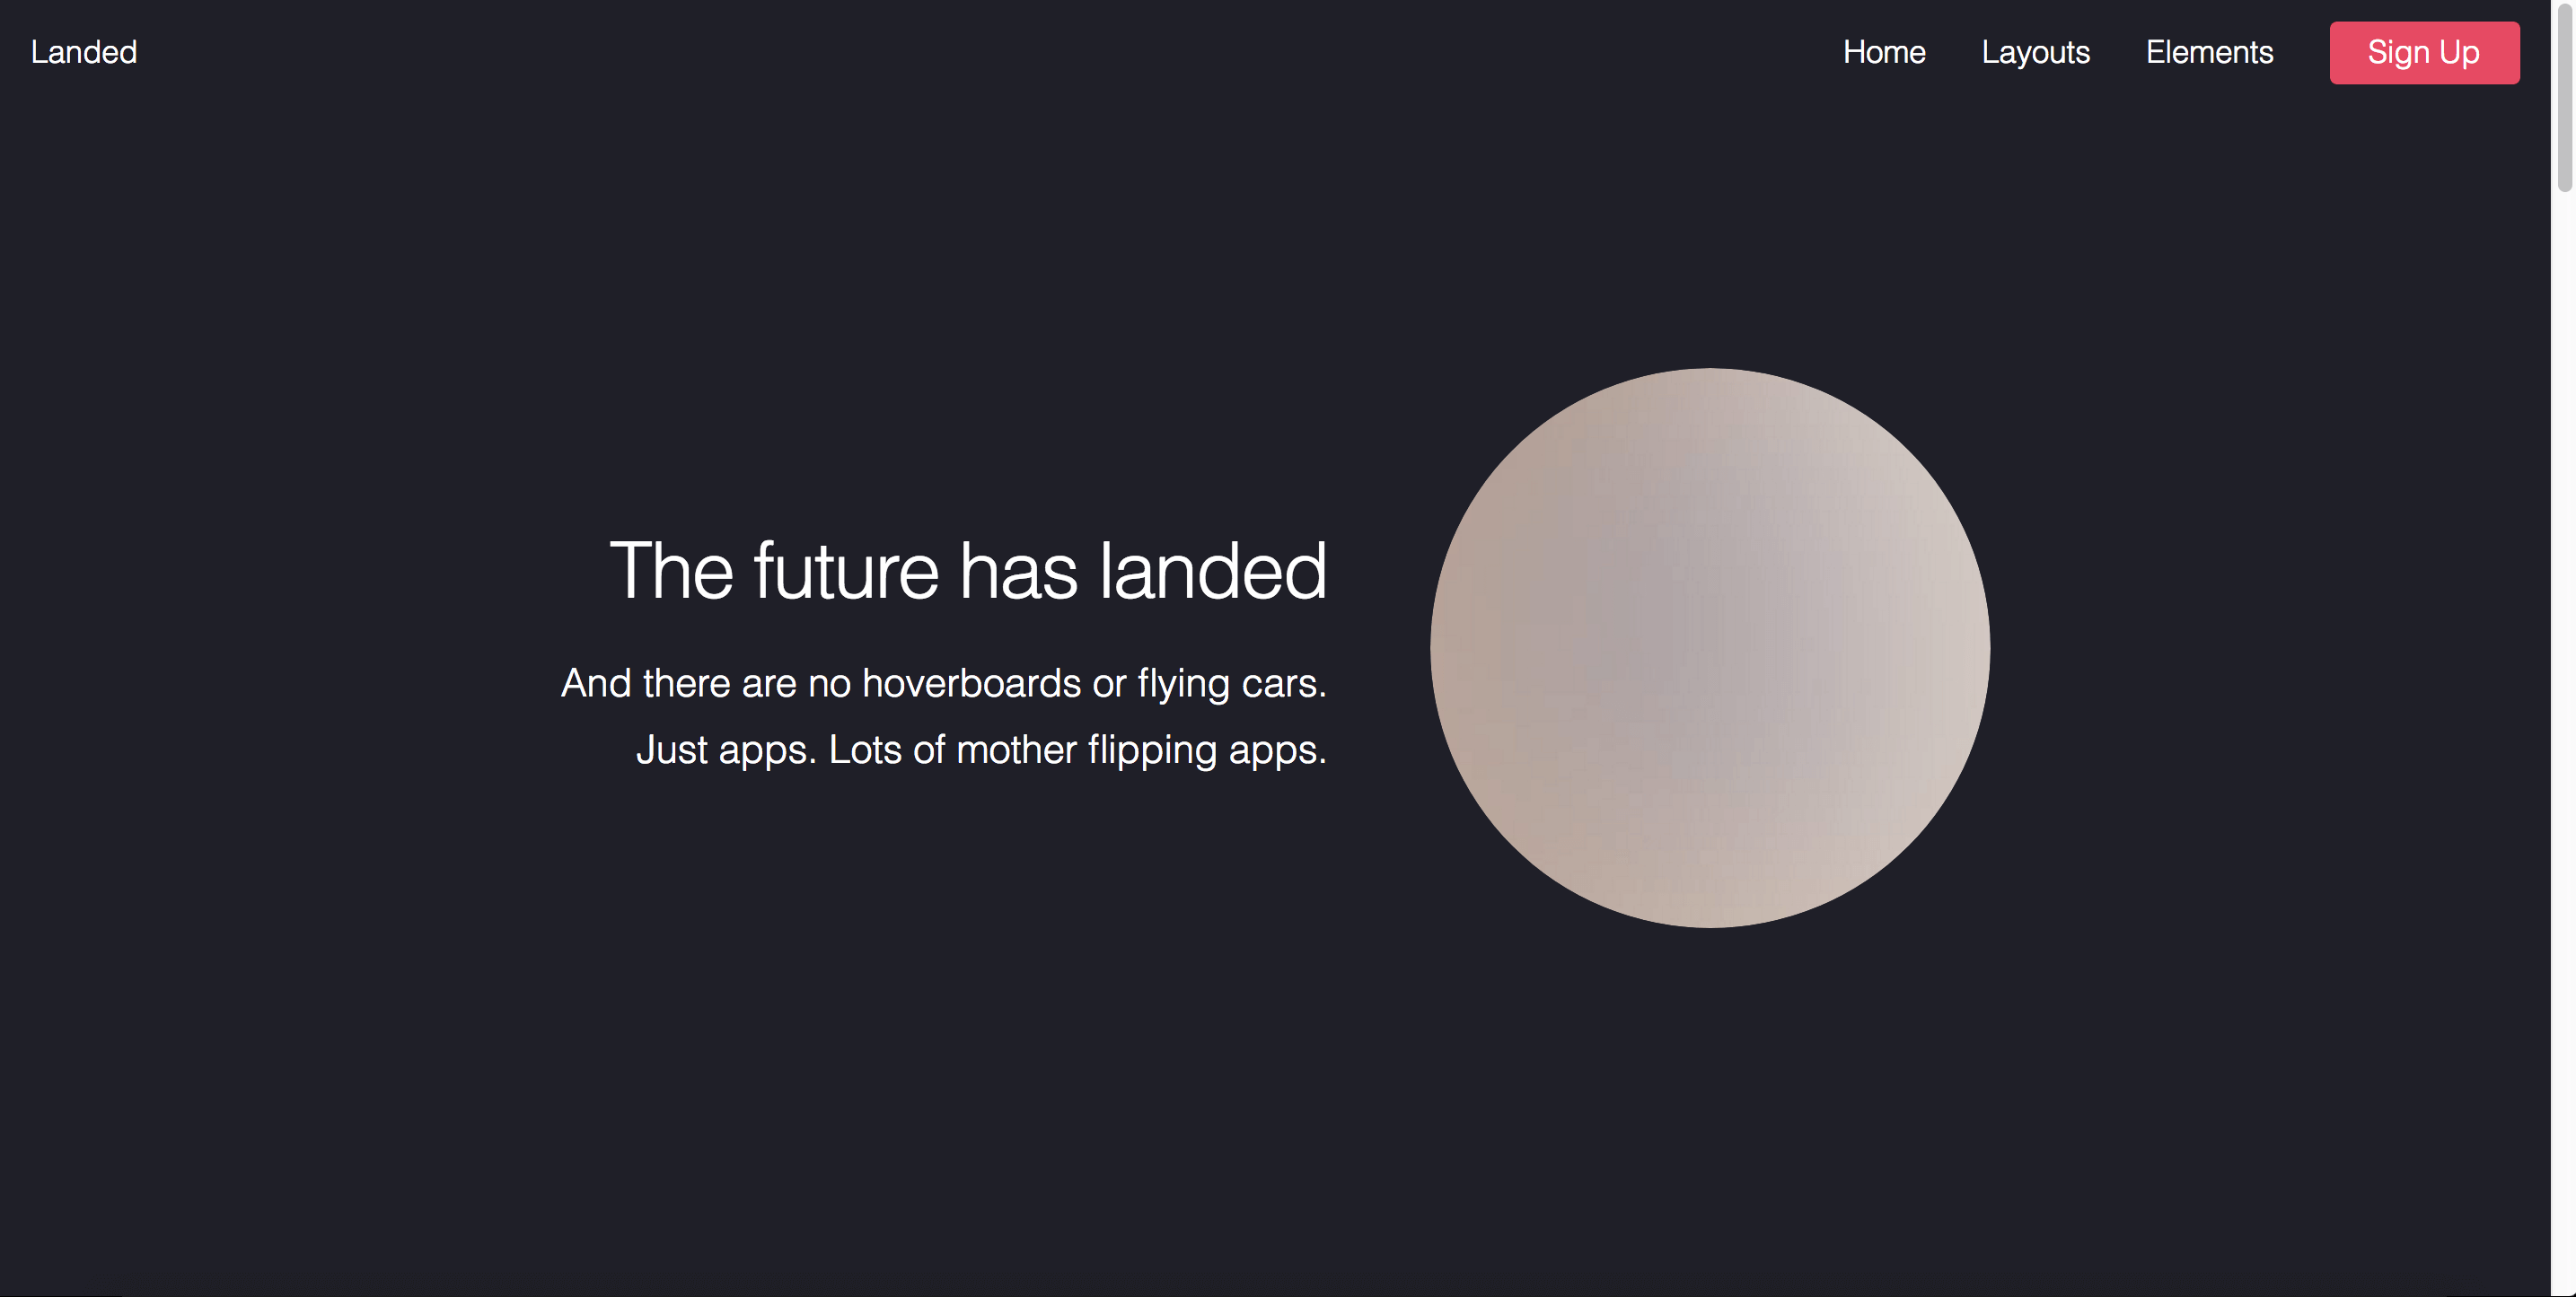 Landed
Home Layouts Elements Sign Up
The future has landed
And there are no hoverboards or flying cars.
Just apps. Lots of mother flipping apps.